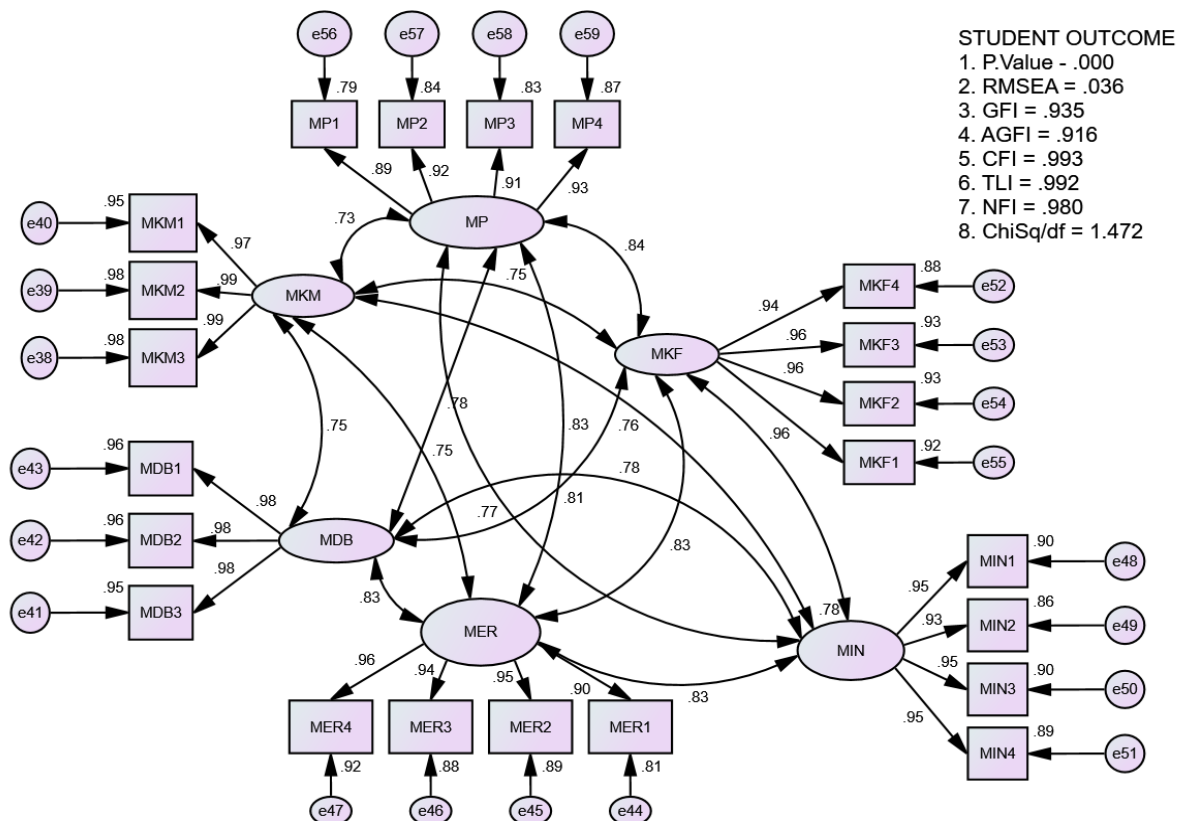 e56 e57 e58 e59
.79 .84 .83 .87
MP1 MP2 MP3 MP4
.89 .92 .91 .93
MP
STUDENT OUTCOME
1. P.Value - .000
2. RMSEA = .036
3. GFI = .935
4. AGFI = .916
5. CFI = .993
6. TLI = .992
7. NFI = .980
8. ChiSq/df = 1.472
e40 .95 MKM1 .97
e39 .98 MKM2 .99
e38 .98 MKM3 .99
MKM
.73 .75 .84
MKF
.94 MKF4 .88 e52
.96 MKF3 .93 e53
.96 MKF2 .93 e54
.96 MKF1 .92 e55
.75 .78 .75 .83 .76
.77 .81 .78 .83
e43 .96 MDB1 .98
e42 .96 MDB2 .98
e41 .95 MDB3 .98
MDB
.83
MER
.78
MIN
.83
.95 MIN1 .90 e48
.93 MIN2 .86 e49
.95 MIN3 .90 e50
.95 MIN4 .89 e51
.96 .94 .95 .90
MER4 MER3 MER2 MER1
.92 .88 .89 .81
e47 e46 e45 e44